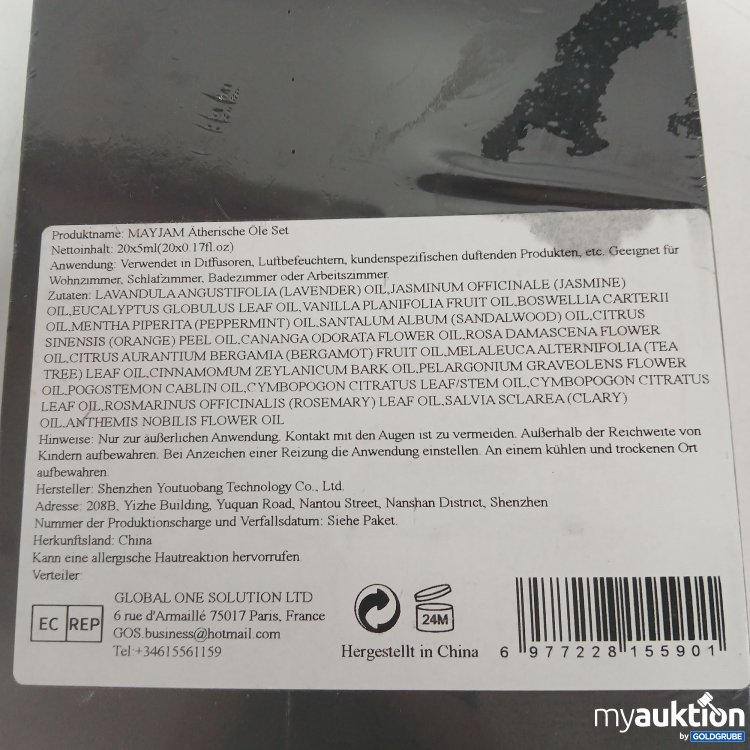 Produktname: MAYJAM Ätherische Öle Set
Nettoinhalt: 20x5ml(20x0.17fl.oz)
Anwendung: Verwendet in Diffusoren, Luftbefeuchtern, kundenspezifischen duftenden Produkten, etc. Geeignet für
Wohnzimmer, Schlafzimmer, Badezimmer oder Arbeitszimmer.
Zutaten: LAVANDULA ANGUSTIFOLIA (LAVENDER) OIL,JASMINUM OFFICINALE (JASMINE)
OIL,EUCALYPTUS GLOBULUS LEAF OIL,VANILLA PLANIFOLIA FRUIT OIL,BOSWELLIA CARTERII
OIL,MENTHA PIPERITA (PEPPERMINT) OIL,SANTALUM ALBUM (SANDALWOOD) OIL,CITRUS
SINENSIS (ORANGE) PEEL OIL,CANANGA ODORATA FLOWER OIL,ROSA DAMASCENA FLOWER
OIL,CITRUS AURANTIUM BERGAMIA (BERGAMOT) FRUIT OIL,MELALEUCA ALTERNIFOLIA (TEA
TREE) LEAF OIL,CINNAMOMUM ZEYLANICUM BARK OIL,PELARGONIUM GRAVEOLENS FLOWER
OIL,POGOSTEMON CABLIN OIL,CYMBOPOGON CITRATUS LEAF/STEM OIL,CYMBOPOGON CITRATUS
LEAF OIL,ROSMARINUS OFFICINALIS (ROSEMARY) LEAF OIL,SALVIA SCLAREA (CLARY)
OIL,ANTHEMIS NOBILIS FLOWER OIL
Hinweise: Nur zur äußerlichen Anwendung. Kontakt mit den Augen ist zu vermeiden. Außerhalb der Reichweite von
Kindern aufbewahren. Bei Anzeichen einer Reizung die Anwendung einstellen. An einem kühlen und trockenen Ort
aufbewahren.
Hersteller: Shenzhen Youtuobang Technology Co., Ltd.
Adresse: 208B, Yizhe Building, Yuquan Road, Nantou Street, Nanshan District, Shenzhen
Nummer der Produktionscharge und Verfallsdatum: Siehe Paket.
Herkunftsland: China
Kann eine allergische Hautreaktion hervorrufen.
Verteiler:
EC REP
GLOBAL ONE SOLUTION LTD
6 rue d'Armaillé 75017 Paris, France
GOS.business@hotmail.com
Tel:+34615561159
24M
Hergestellt in China
6 977228 155901
myauktion
by GOLDGRUBE